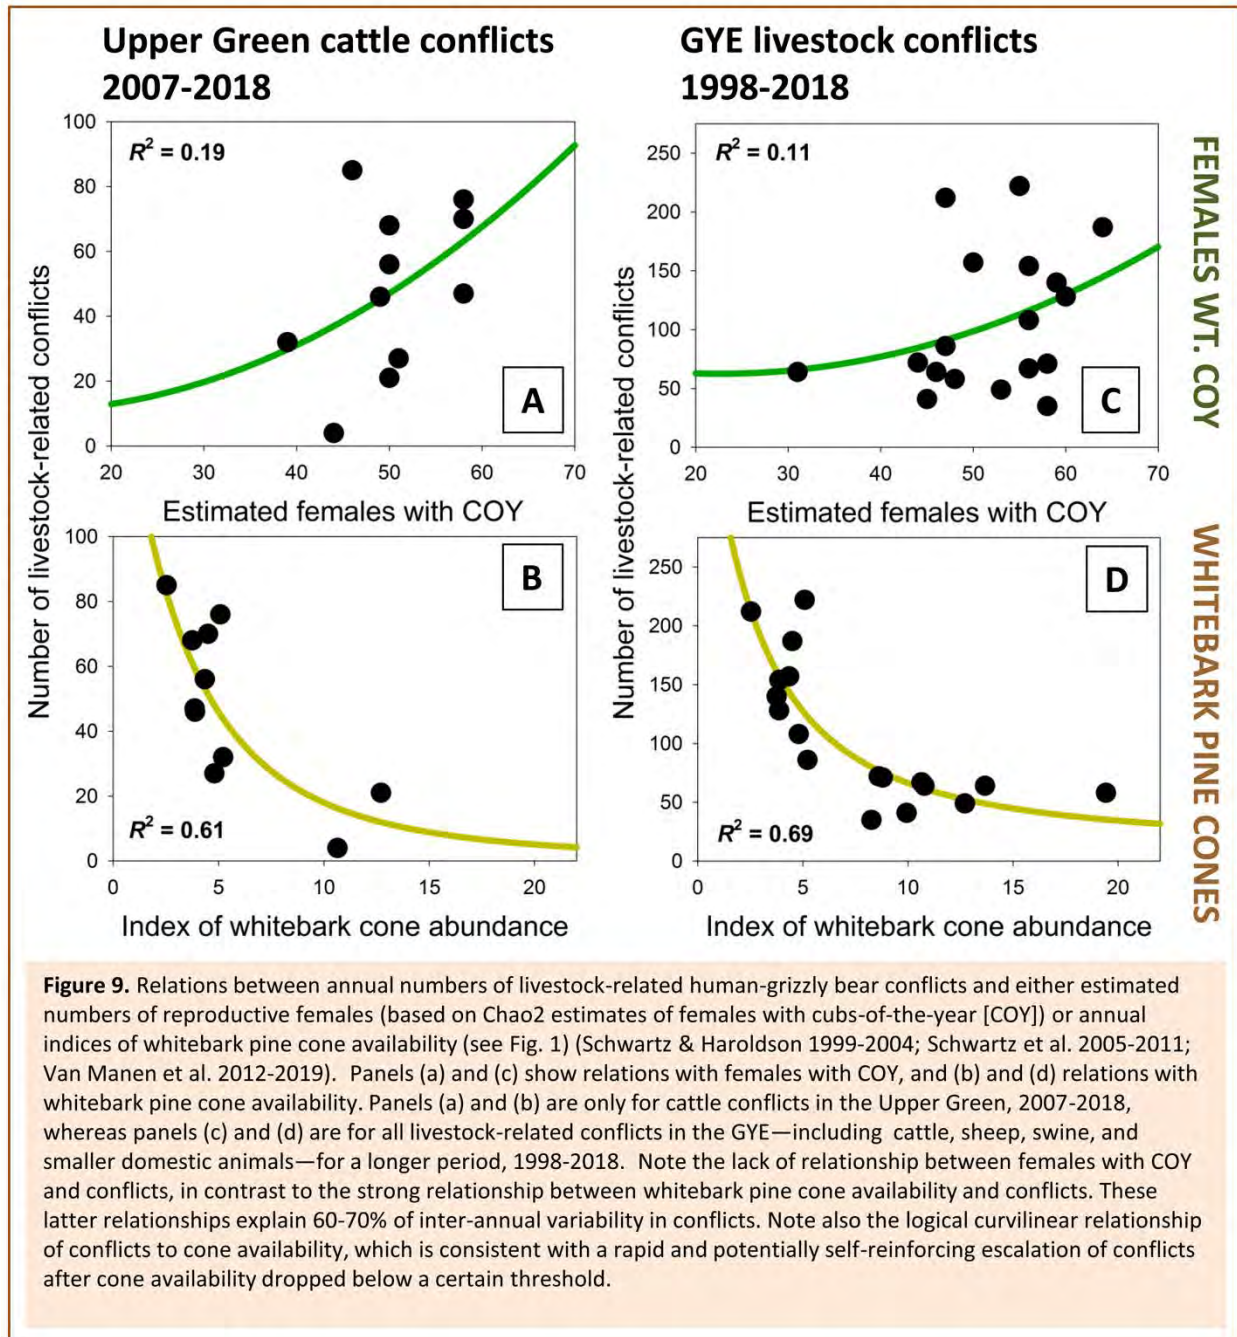 Upper Green cattle conflicts
2007-2018
GYE livestock conflicts
1998-2018
Number of livestock-related conflicts
100
80
60
40
20
0
R² = 0.19
A
20 30 40 50 60 70
Estimated females with COY
Number of livestock-related conflicts
250
200
150
100
50
0
R² = 0.11
C
20 30 40 50 60 70
Estimated females with COY
FEMALES WT. COY
100
80
60
40
20
0
B
R² = 0.61
0 5 10 15 20
Index of whitebark cone abundance
250
200
150
100
50
0
D
R² = 0.69
0 5 10 15 20
Index of whitebark cone abundance
WHITEBARK PINE CONES
Figure 9. Relations between annual numbers of livestock-related human-grizzly bear conflicts and either estimated
numbers of reproductive females (based on Chao2 estimates of females with cubs-of-the-year [COY]) or annual
indices of whitebark pine cone availability (see Fig. 1) (Schwartz & Haroldson 1999-2004; Schwartz et al. 2005-2011;
Van Manen et al. 2012-2019). Panels (a) and (c) show relations with females with COY, and (b) and (d) relations with
whitebark pine cone availability. Panels (a) and (b) are only for cattle conflicts in the Upper Green, 2007-2018,
whereas panels (c) and (d) are for all livestock-related conflicts in the GYE—including cattle, sheep, swine, and
smaller domestic animals—for a longer period, 1998-2018. Note the lack of relationship between females with COY
and conflicts, in contrast to the strong relationship between whitebark pine cone availability and conflicts. These
latter relationships explain 60-70% of inter-annual variability in conflicts. Note also the logical curvilinear relationship
of conflicts to cone availability, which is consistent with a rapid and potentially self-reinforcing escalation of conflicts
after cone availability dropped below a certain threshold.